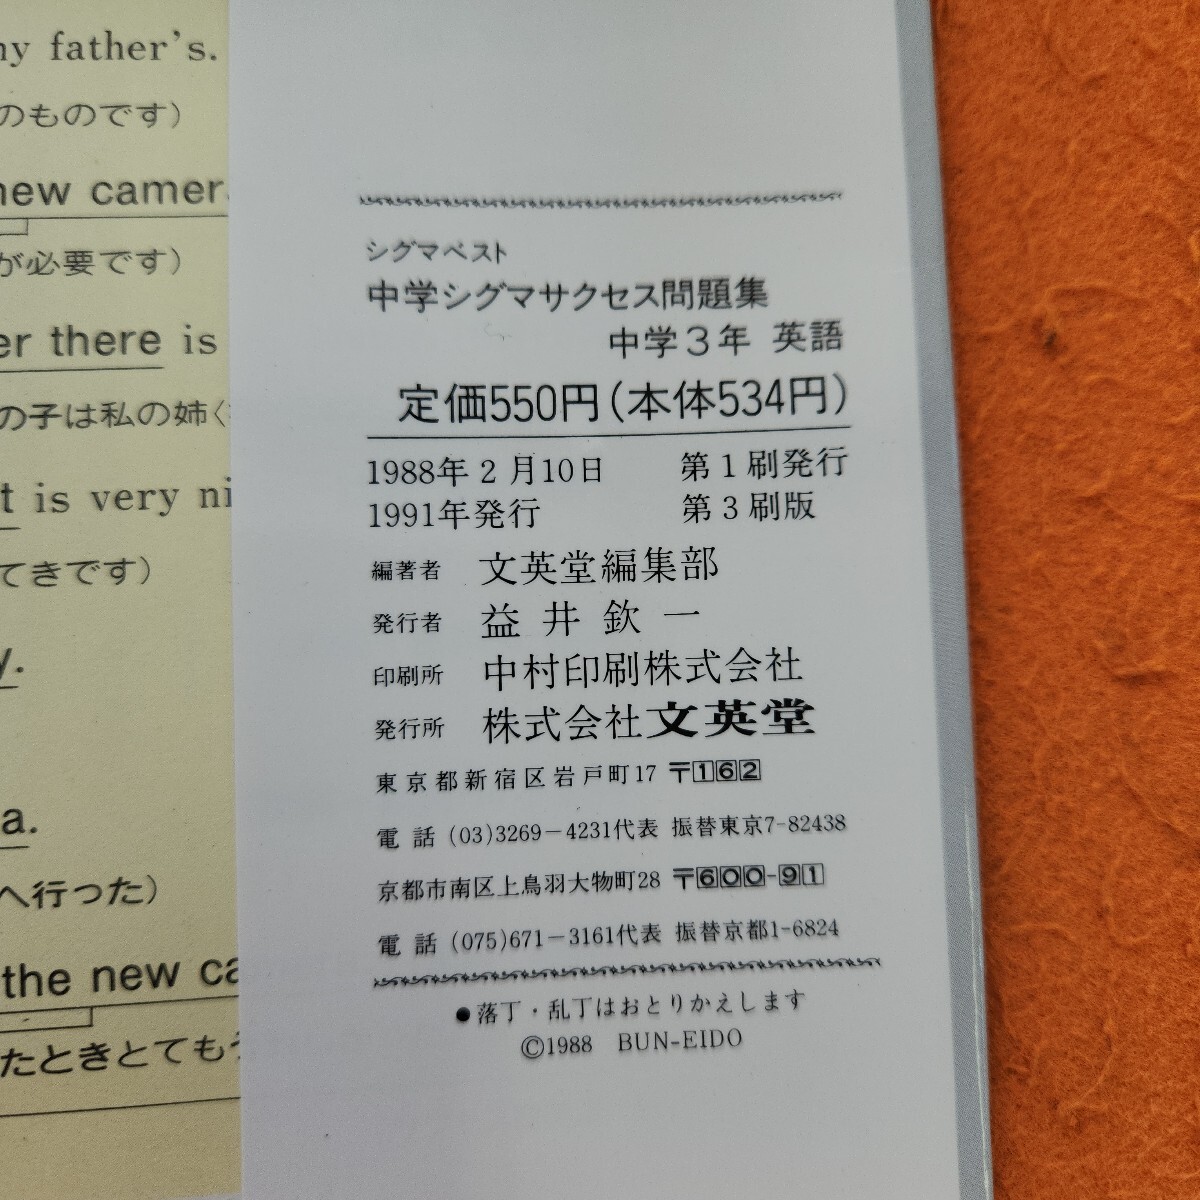 my father's.
のものです)
new camera
が必要です)
er there is
の子は私の姉〈
t is very ni
てきです)
y.
a.
へ行った)
the new ca
たときとてもう
シグマベスト
中学シグマサクセス問題集
中学3年 英語
定価550円(本体534円)
1988年2月10日 第1刷発行
1991年発行 第3刷版
編著者 文英堂編集部
発行者 益井欽一
印刷所 中村印刷株式会社
発行所 株式会社文英堂
東京都新宿区岩戸町17 〒162
電話 (03)3269-4231代表 振替東京7-82438
京都市南区上鳥羽大物町28 〒600-91
電話 (075)671-3161代表 振替京都1-6824
●落丁・乱丁はおとりかえします
©1988 BUN-EIDO